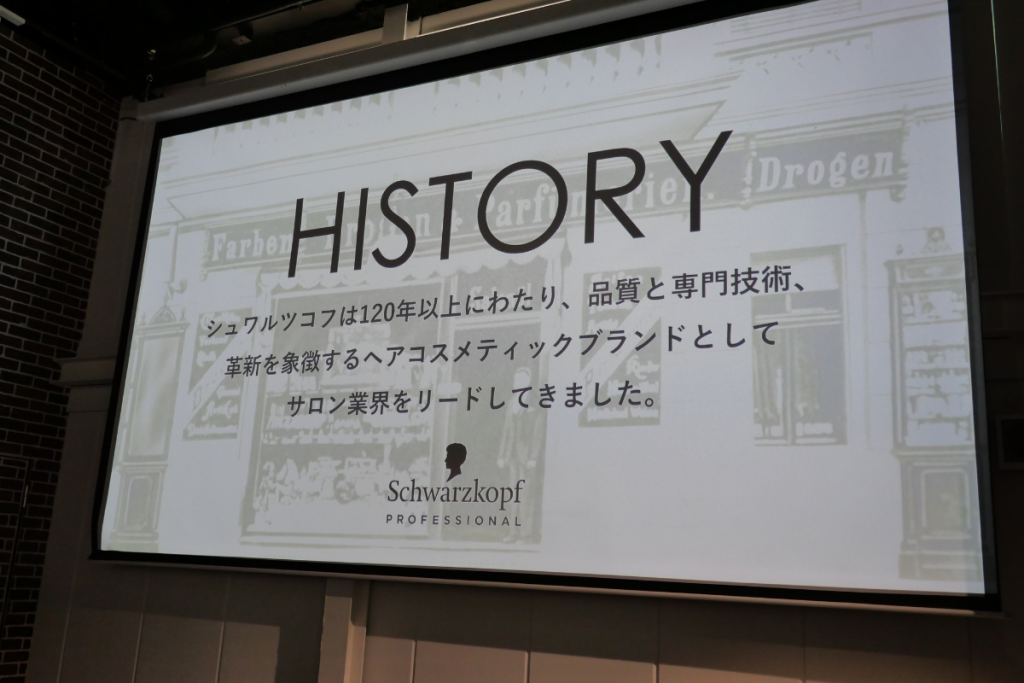 HISTORY
Farben
Drogen
シュワルツコフは120年以上にわたり、品質と専門技術、
革新を象徴するヘアコスメティックブランドとして
サロン業界をリードしてきました。
Schwarzkopf
PROFESSIONAL